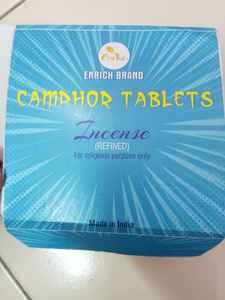 ENRICH BRAND
CAMPHOR TABLETS
Incense
(REFINED)
For religious purpose only
Made in India